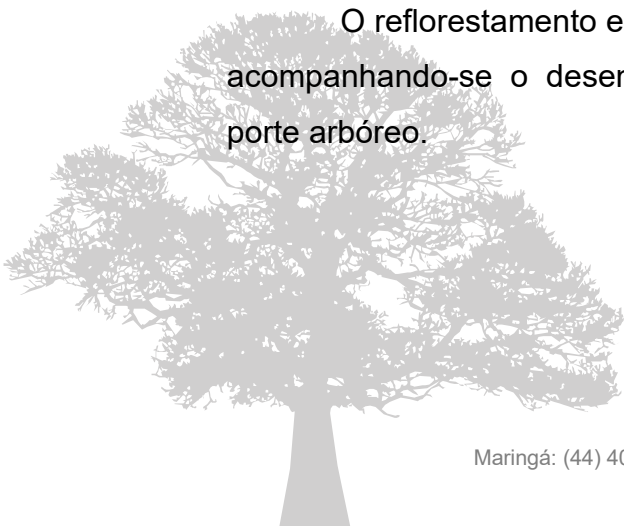 O reflorestamento e
acompanhando-se o
porte arbóreo.
Maringá: (44)